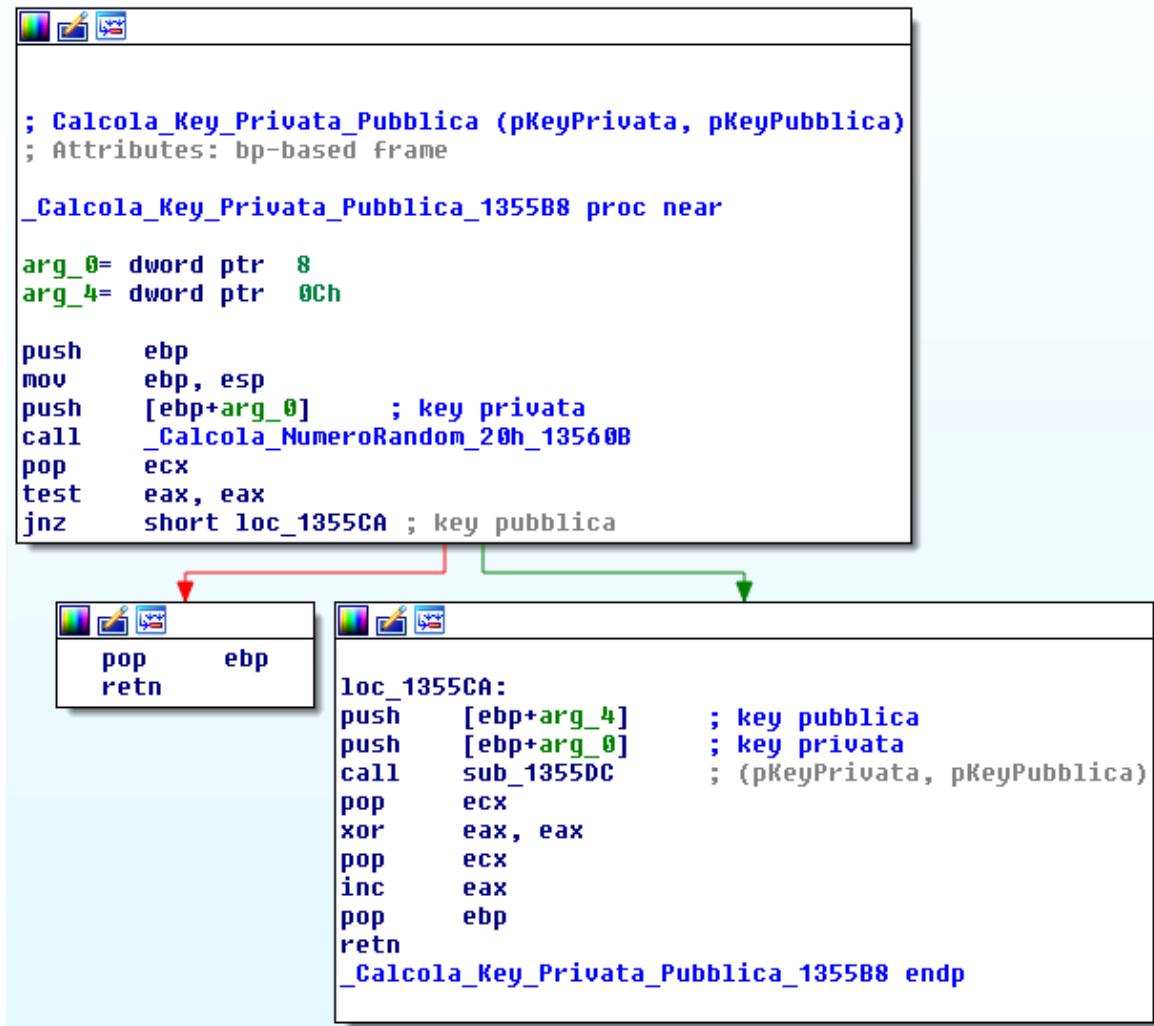 ; Calcola_Key_Privata_Pubblica (pKeyPrivata, pKeyPubblica)
; Attributes: bp-based frame
_Calcola_Key_Privata_Pubblica_1355B8 proc near
arg_0= dword ptr  8
arg_4= dword ptr  0Ch
push    ebp
mov     ebp, esp
push    [ebp+arg_0]     ; key privata
call    _Calcola_NumeroRandom_20h_13560B
pop     ecx
test    eax, eax
jnz     short loc_1355CA ; key pubblica
pop     ebp
retn
loc_1355CA:
push    [ebp+arg_4]     ; key pubblica
push    [ebp+arg_0]     ; key privata
call    sub_1355DC      ; (pKeyPrivata, pKeyPubblica)
pop     ecx
xor     eax, eax
pop     ecx
inc     eax
pop     ebp
retn
_Calcola_Key_Privata_Pubblica_1355B8 endp